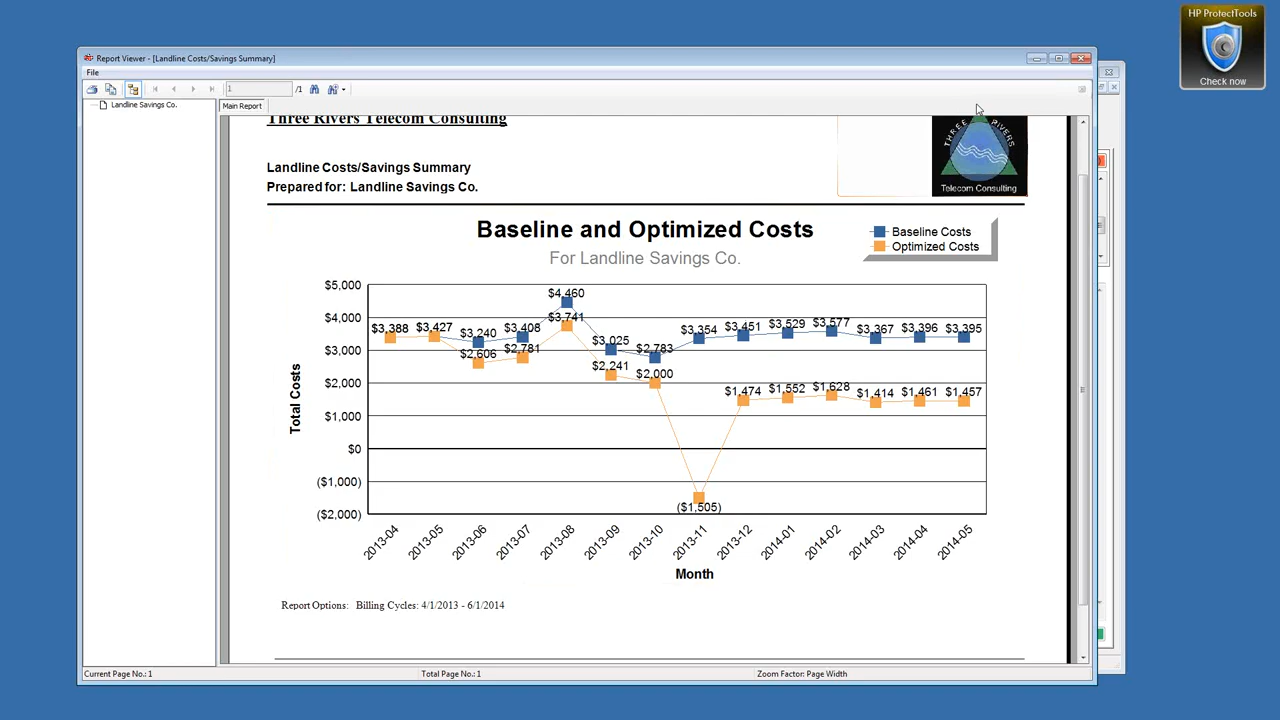 HP ProtectTools
Check now
Report Viewer - [Landline Costs/Savings Summary]
File
1
/1
Landline Savings Co.
Main Report
Three Rivers Telecom Consulting
THREE RIVERS
Telecom Consulting
Landline Costs/Savings Summary
Prepared for: Landline Savings Co.
Baseline and Optimized Costs
For Landline Savings Co.
Baseline Costs
Optimized Costs
$5,000
$4,000
$3,000
$2,000
$1,000
$0
($1,000)
($2,000)
Total Costs
$3,388
$3,427
$3,240
$3,408
$4,460
$3,025
$2,783
$3,354
$3,451
$3,529
$3,577
$3,367
$3,396
$3,395
$2,606
$2,781
$3,741
$2,241
$2,000
($1,505)
$1,474
$1,552
$1,628
$1,414
$1,461
$1,457
2013-04
2013-05
2013-06
2013-07
2013-08
2013-09
2013-10
2013-11
2013-12
2014-01
2014-02
2014-03
2014-04
2014-05
Month
Report Options: Billing Cycles: 4/1/2013 - 6/1/2014
Current Page No.: 1
Total Page No.: 1
Zoom Factor: Page Width